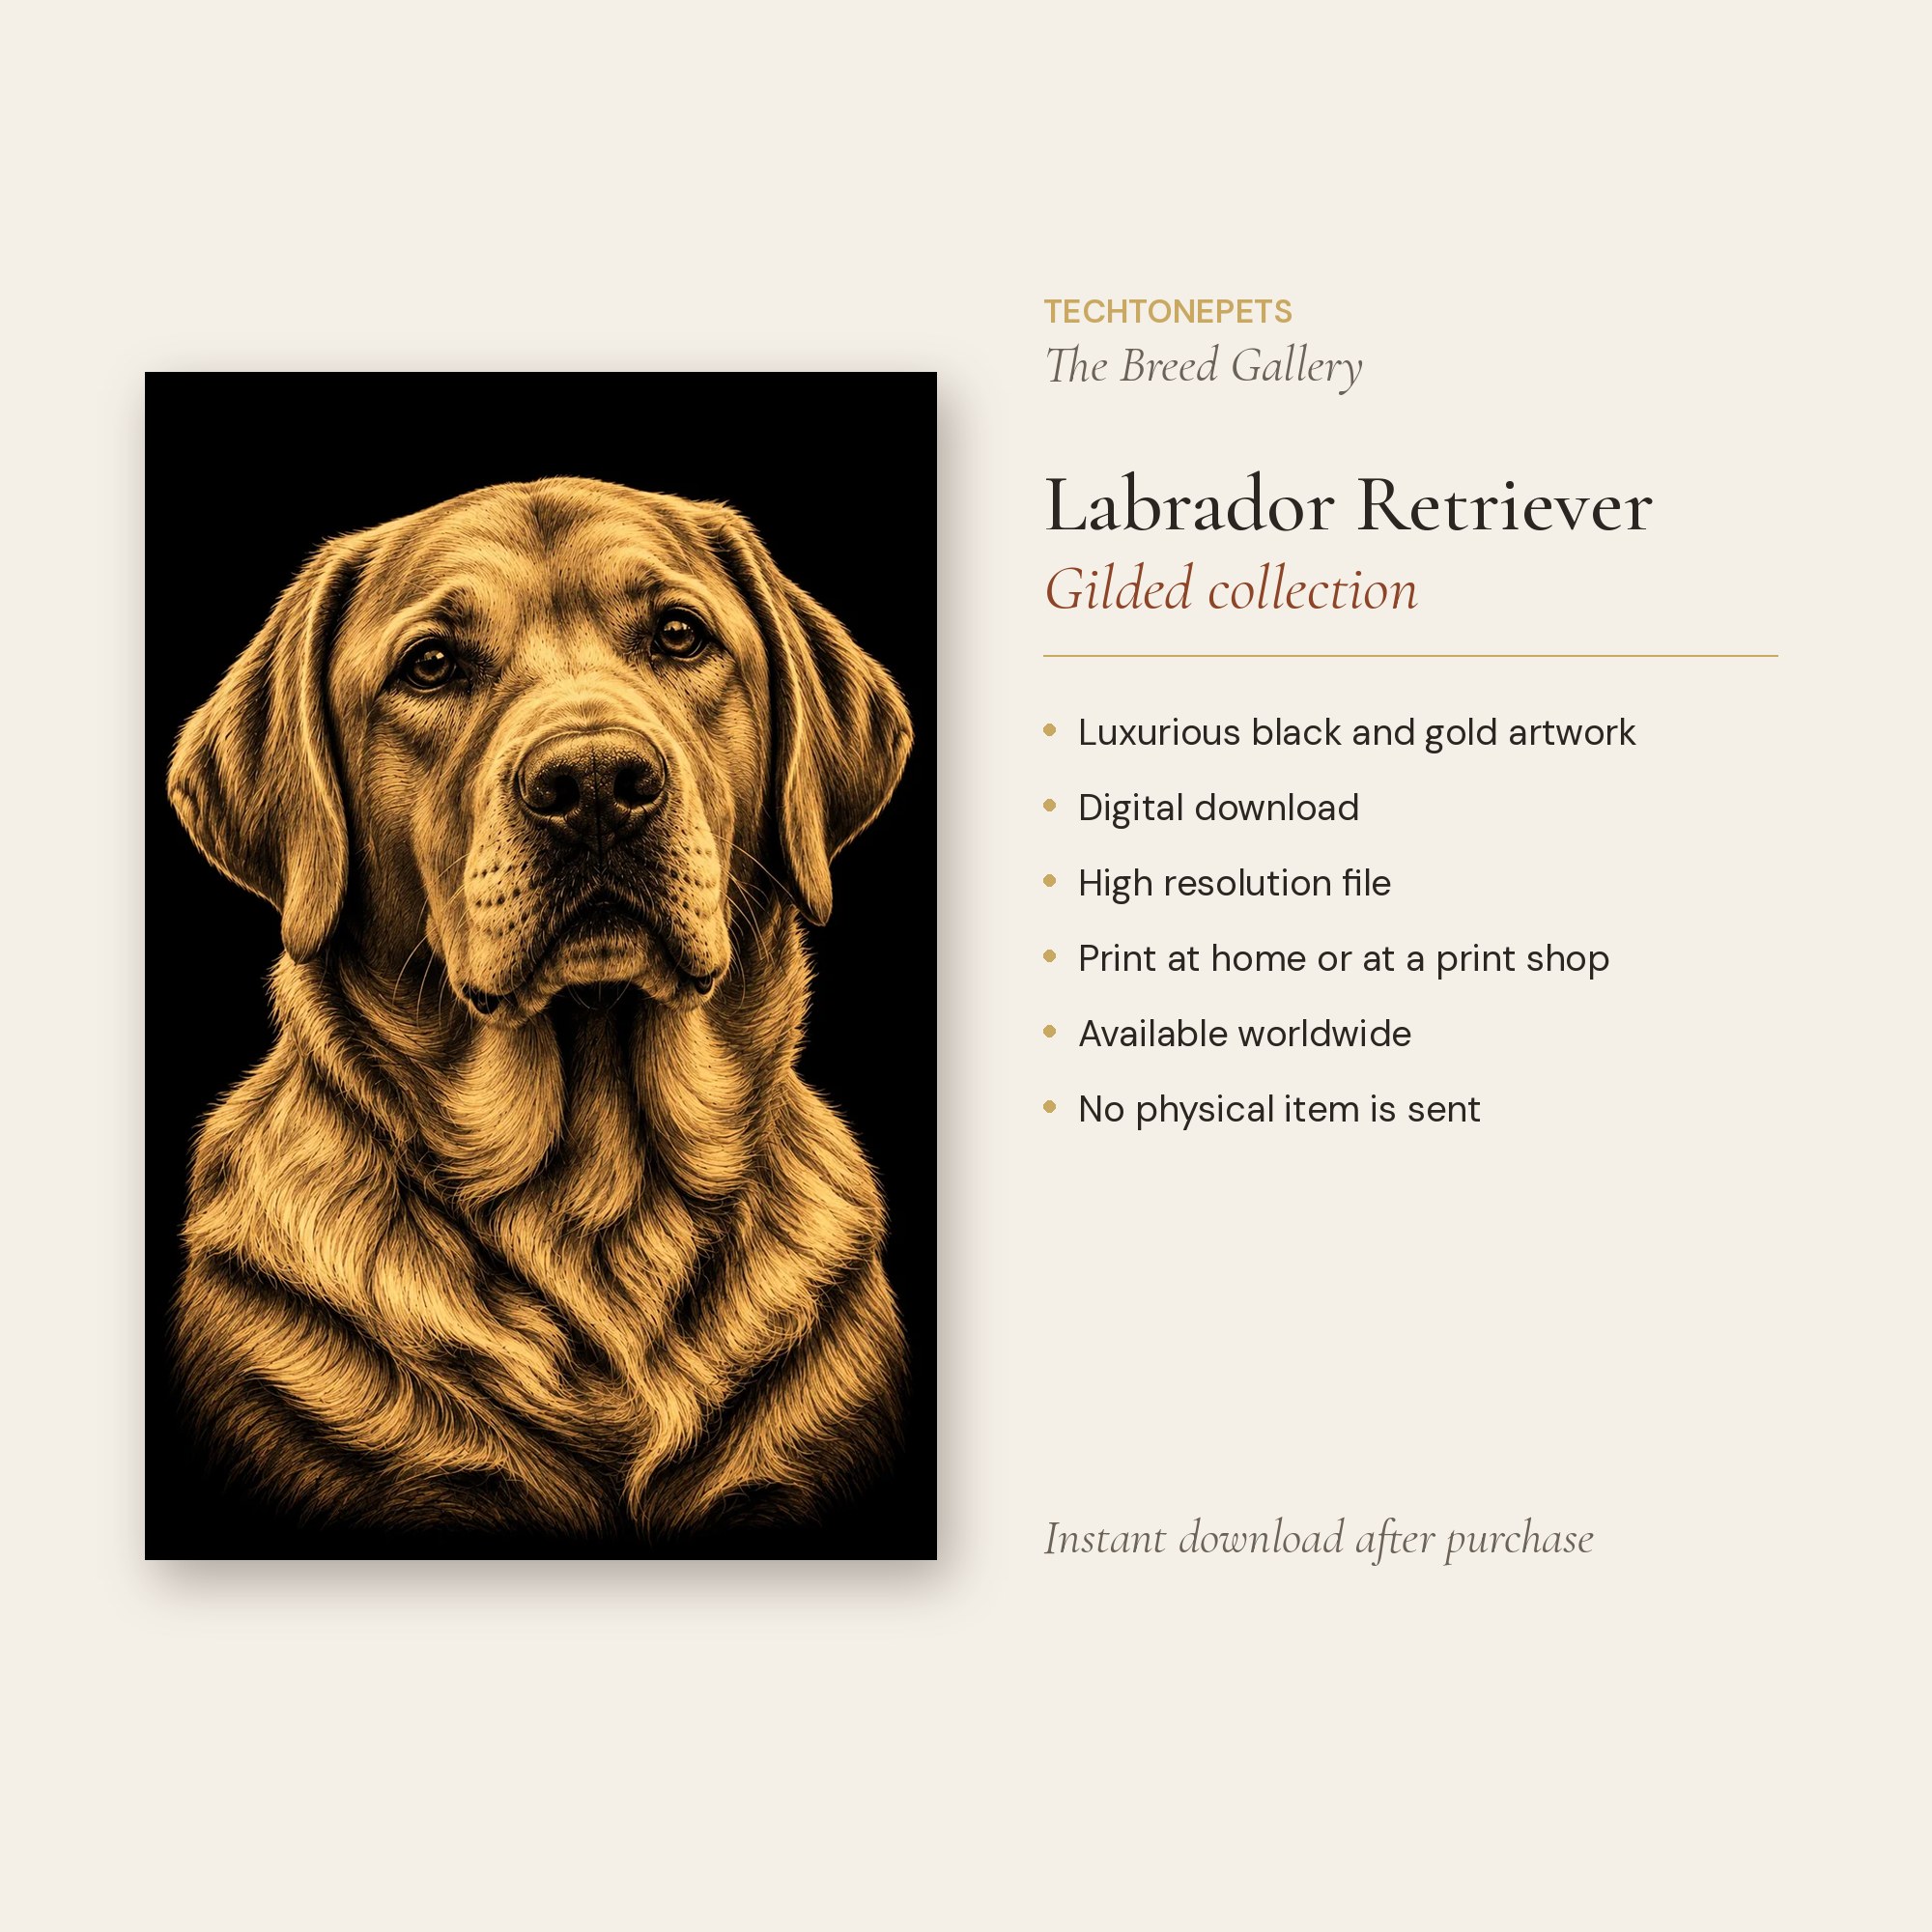 TECHTONEPETS
The Breed Gallery
Labrador Retriever
Gilded collection
Luxurious black and gold artwork
Digital download
High resolution file
Print at home or at a print shop
Available worldwide
No physical item is sent
Instant download after purchase